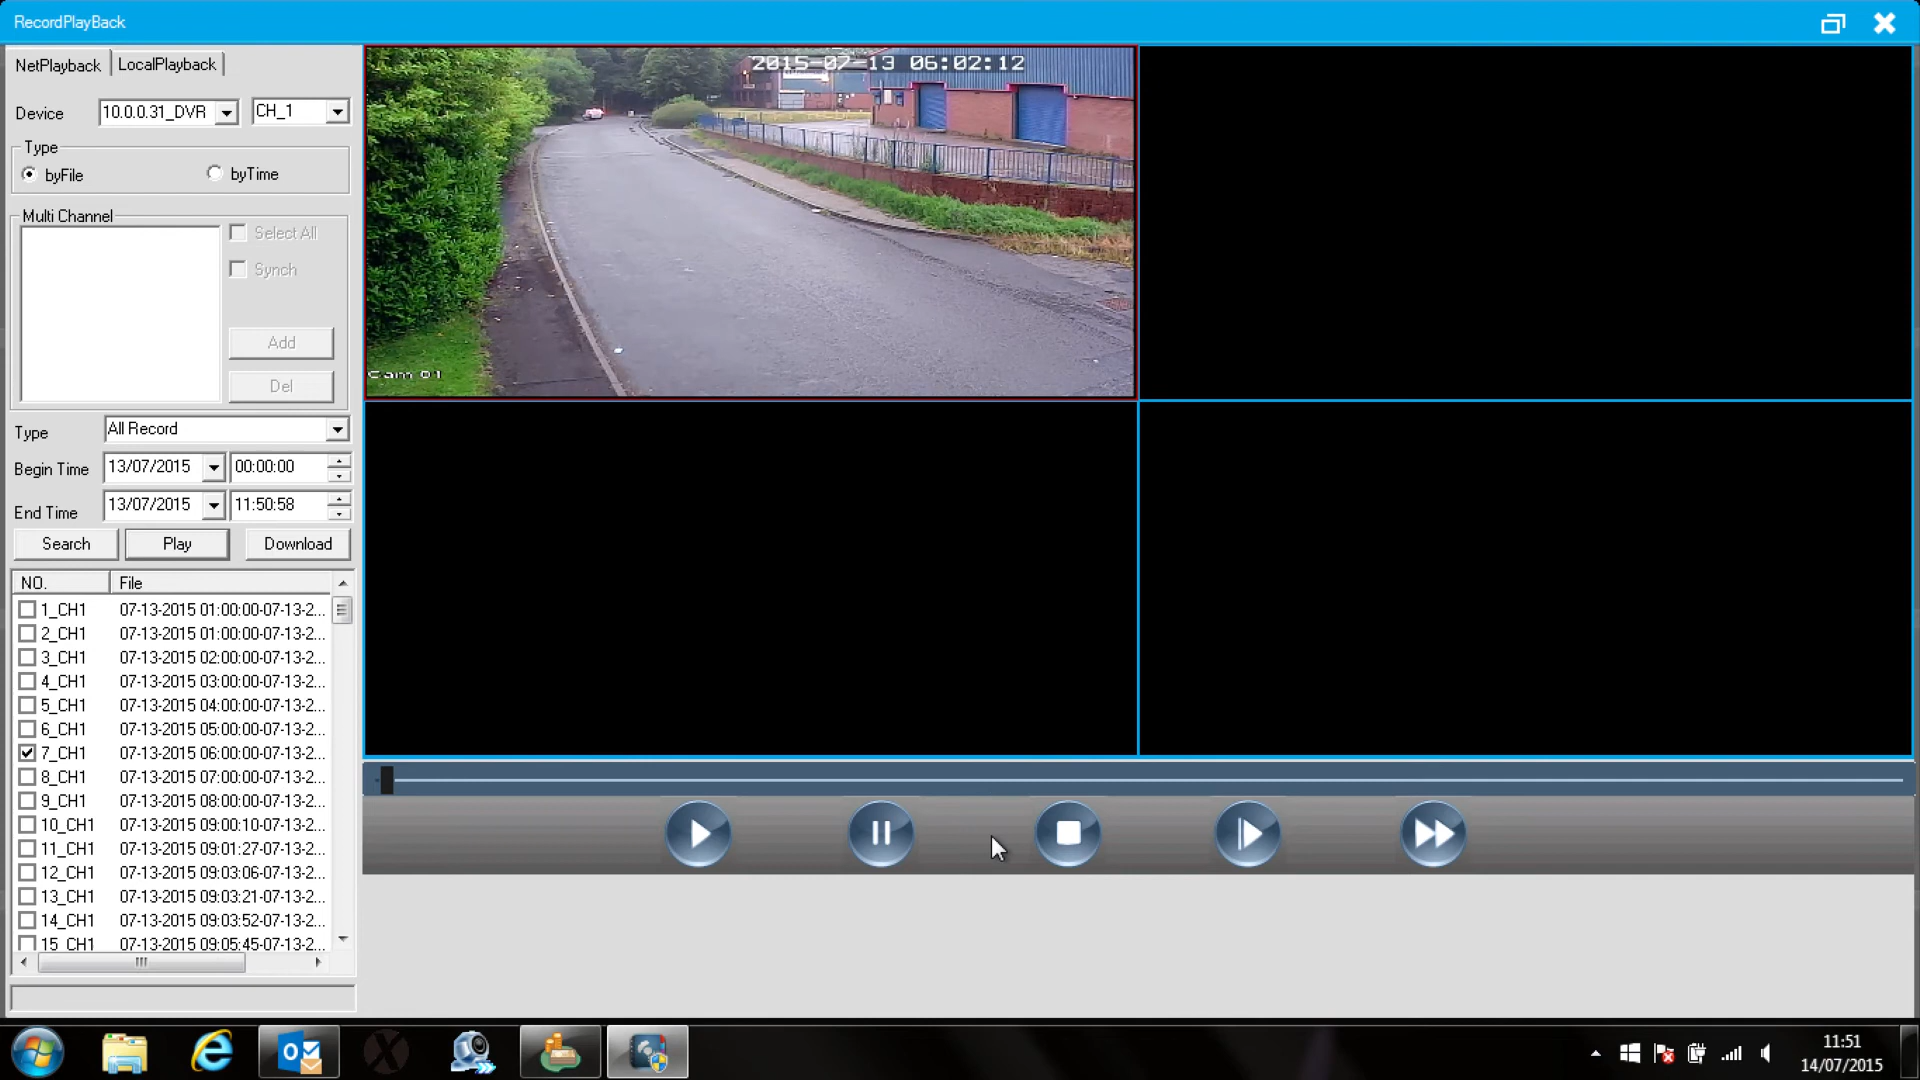 RecordPlayBack
NetPlayback
LocalPlayback
Device
10.0.0.31_DVR
CH_1
Type
byFile
byTime
Multi Channel
Select All
Synch
Add
Del
Type
All Record
Begin Time
13/07/2015
00:00:00
End Time
13/07/2015
11:50:58
Search
Play
Download
NO.
File
1_CH1 07-13-2015 01:00:00-07-13-2...
2_CH1 07-13-2015 01:00:00-07-13-2...
3_CH1 07-13-2015 02:00:00-07-13-2...
4_CH1 07-13-2015 03:00:00-07-13-2...
5_CH1 07-13-2015 04:00:00-07-13-2...
6_CH1 07-13-2015 05:00:00-07-13-2...
7_CH1 07-13-2015 06:00:00-07-13-2...
8_CH1 07-13-2015 07:00:00-07-13-2...
9_CH1 07-13-2015 08:00:00-07-13-2...
10_CH1 07-13-2015 09:00:10-07-13-2...
11_CH1 07-13-2015 09:01:27-07-13-2...
12_CH1 07-13-2015 09:03:06-07-13-2...
13_CH1 07-13-2015 09:03:21-07-13-2...
14_CH1 07-13-2015 09:03:52-07-13-2...
15_CH1 07-13-2015 09:05:45-07-13-2...
2015-07-13 06:02:12
Cam 01
11:51
14/07/2015